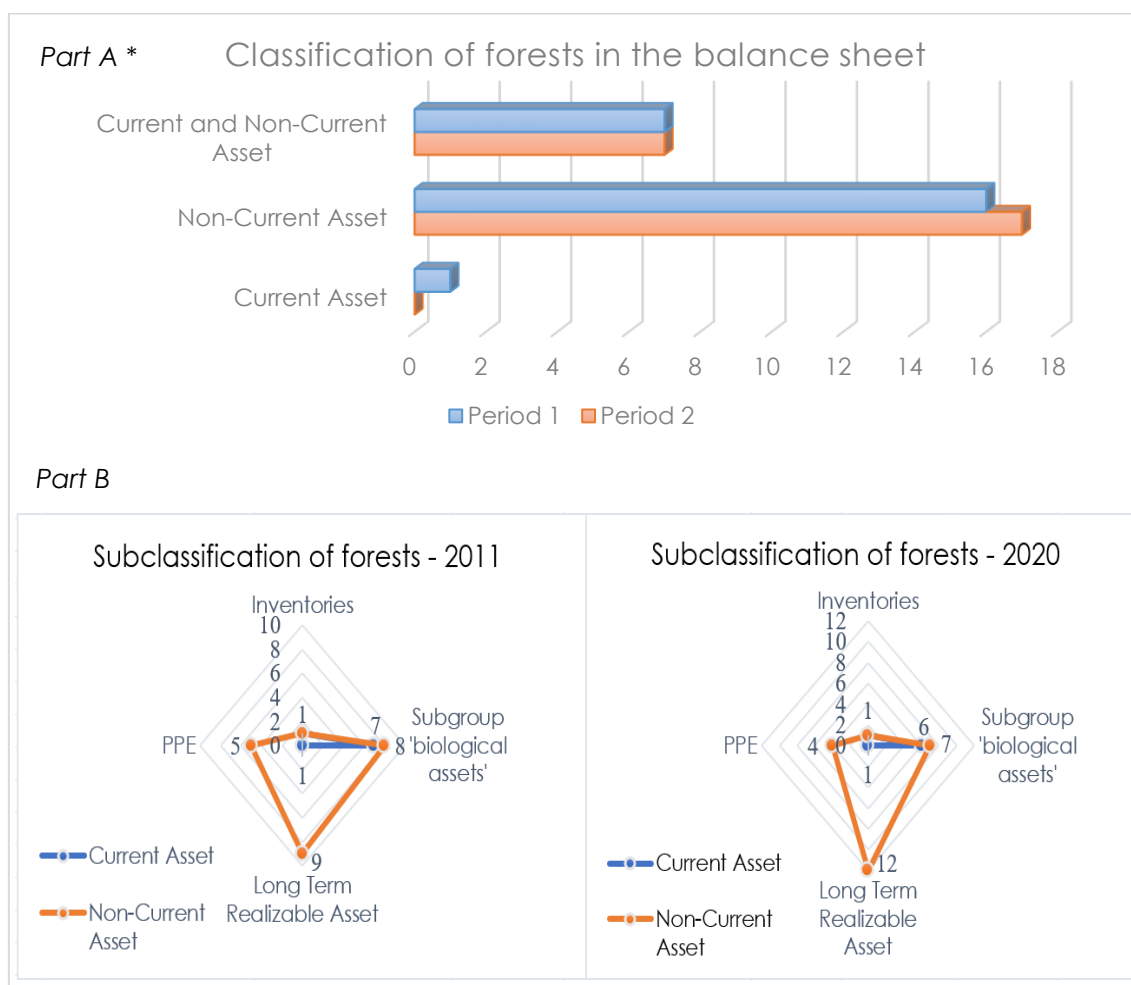 Part A *
Classification of forests in the balance sheet
Current and Non-Current
Asset
Non-Current Asset
Current Asset
0 2 4 6 8 10 12 14 16 18
Period 1 Period 2
Part B
Subclassification of forests - 2011
Inventories
10
8
6
4
2
0
1
7
8
Subgroup
'biological
assets'
PPE
5
1
9
Long Term
Realizable Asset
Current Asset
Non-Current
Asset
Subclassification of forests - 2020
Inventories
12
10
8
6
4
2
0
1
6
7
Subgroup
'biological
assets'
PPE
4
1
12
Long Term
Realizable
Asset
Current Asset
Non-Current
Asset